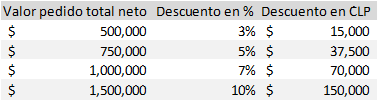 Valor pedido total neto Descuento en % Descuento en CLP
$ 500,000 3% $ 15,000
$ 750,000 5% $ 37,500
$ 1,000,000 7% $ 70,000
$ 1,500,000 10% $ 150,000